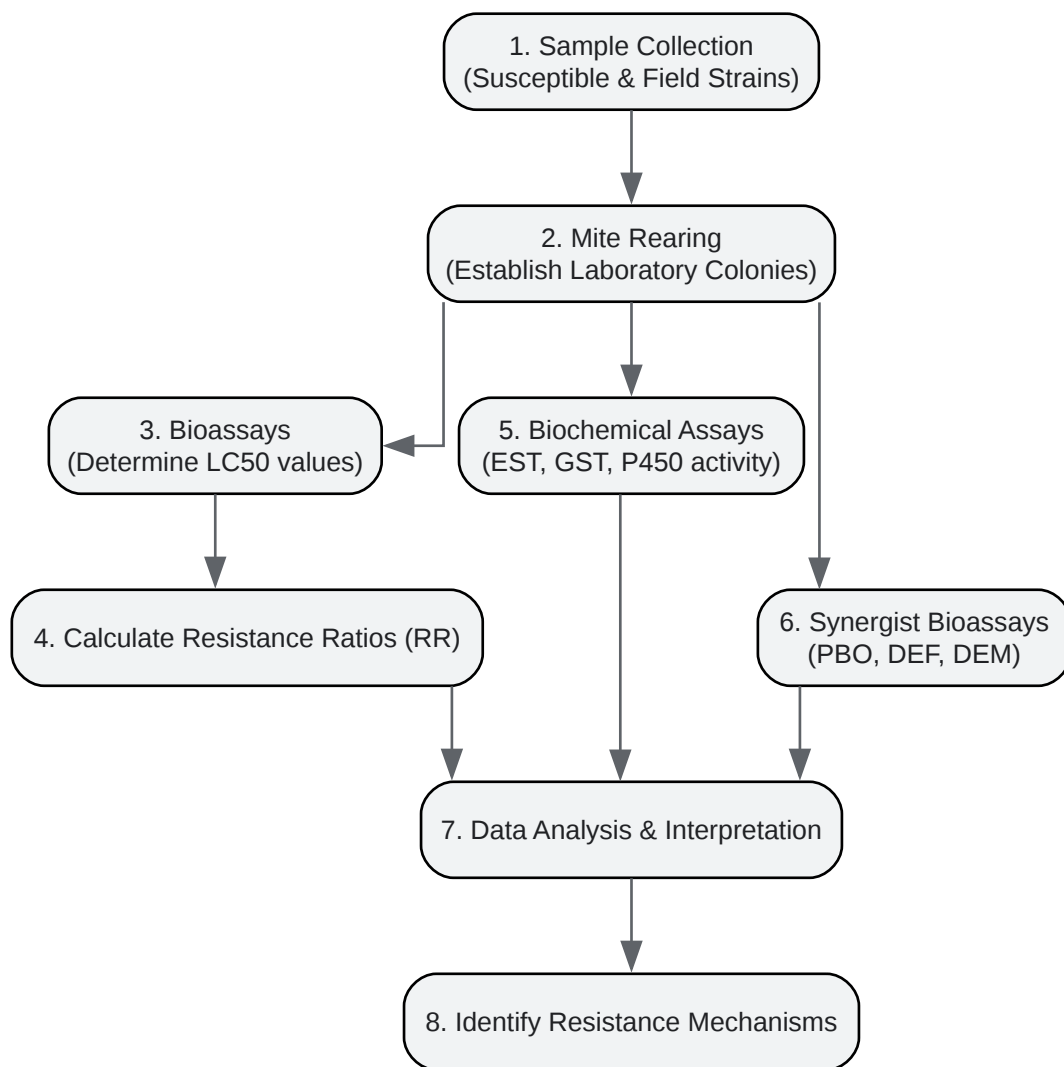 1. Sample Collection
(Susceptible & Field Strains)
2. Mite Rearing
(Establish Laboratory Colonies)
3. Bioassays
(Determine LC50 values)
5. Biochemical Assays
(EST, GST, P450 activity)
4. Calculate Resistance Ratios (RR)
6. Synergist Bioassays
(PBO, DEF, DEM)
7. Data Analysis & Interpretation
8. Identify Resistance Mechanisms